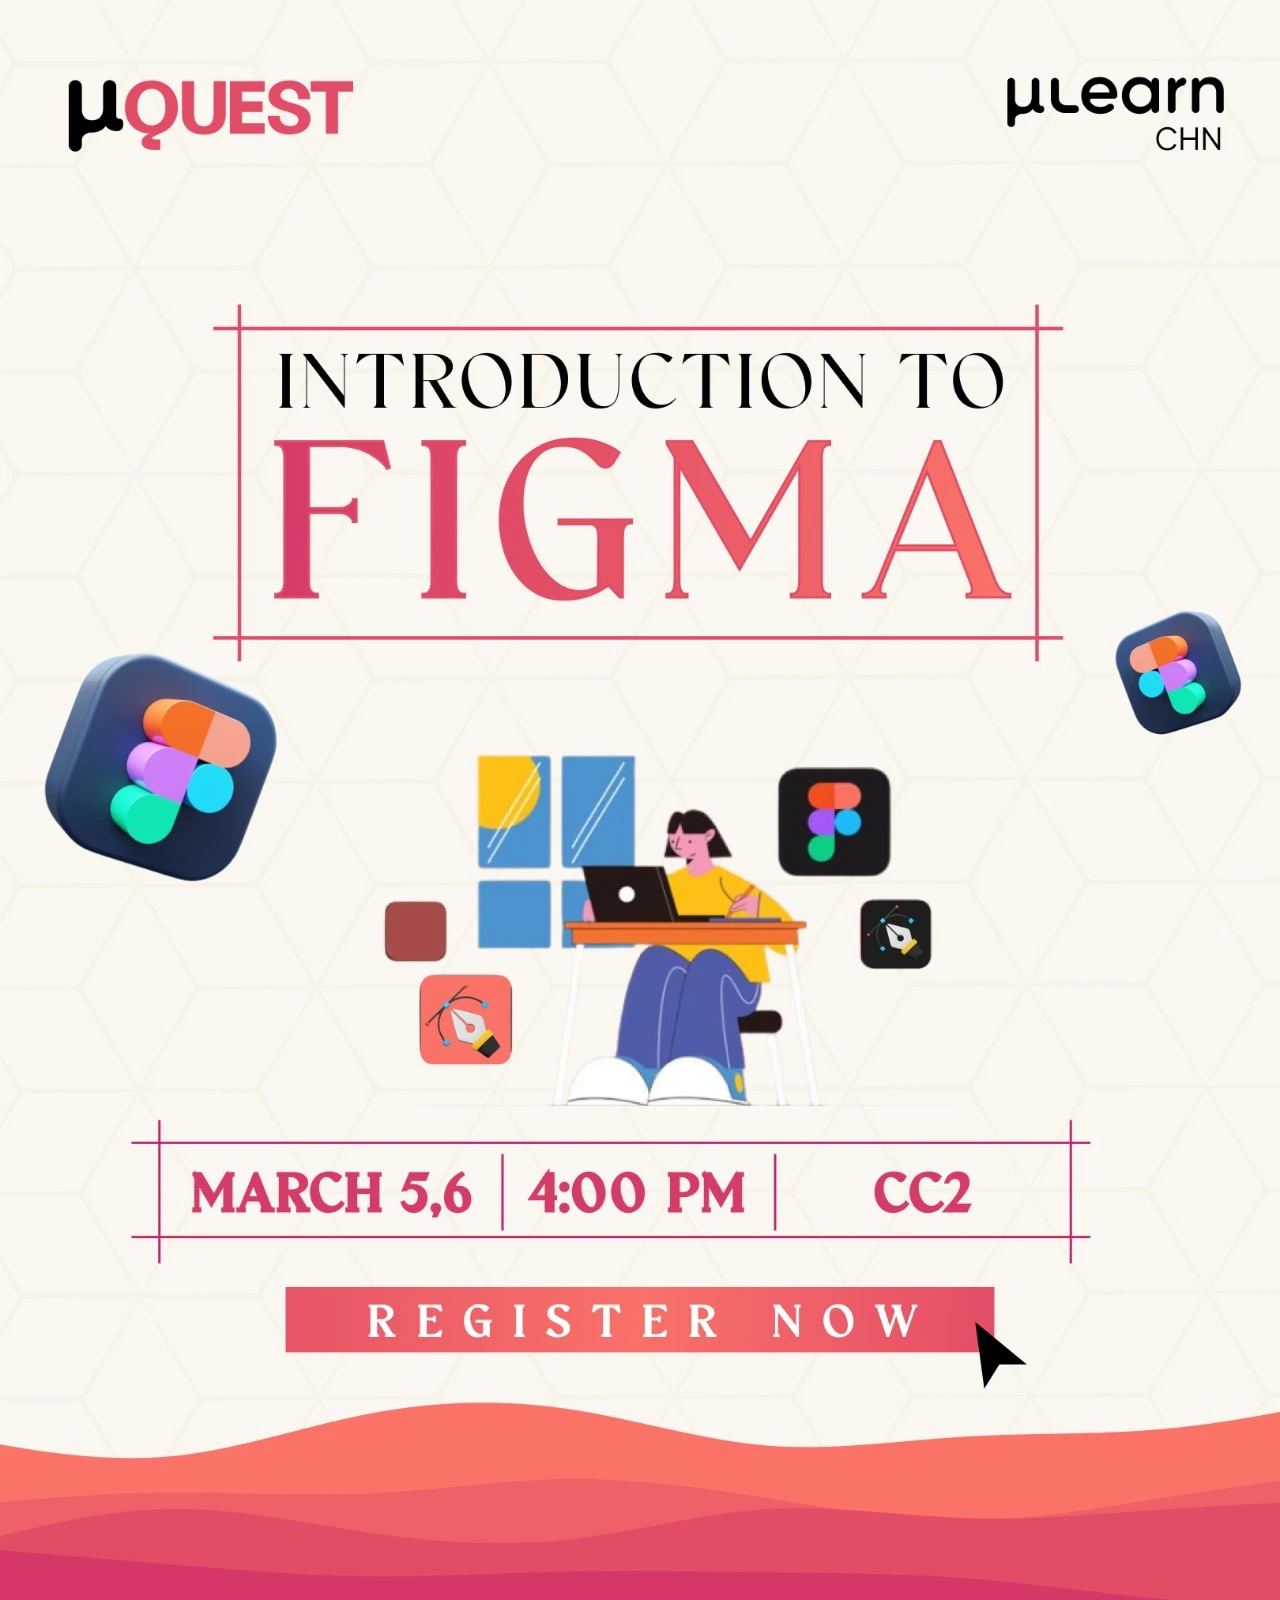 µQUEST
µLearn
CHN
INTRODUCTION TO
FIGMA
MARCH 5,6
4:00 PM
CC2
REGISTER NOW